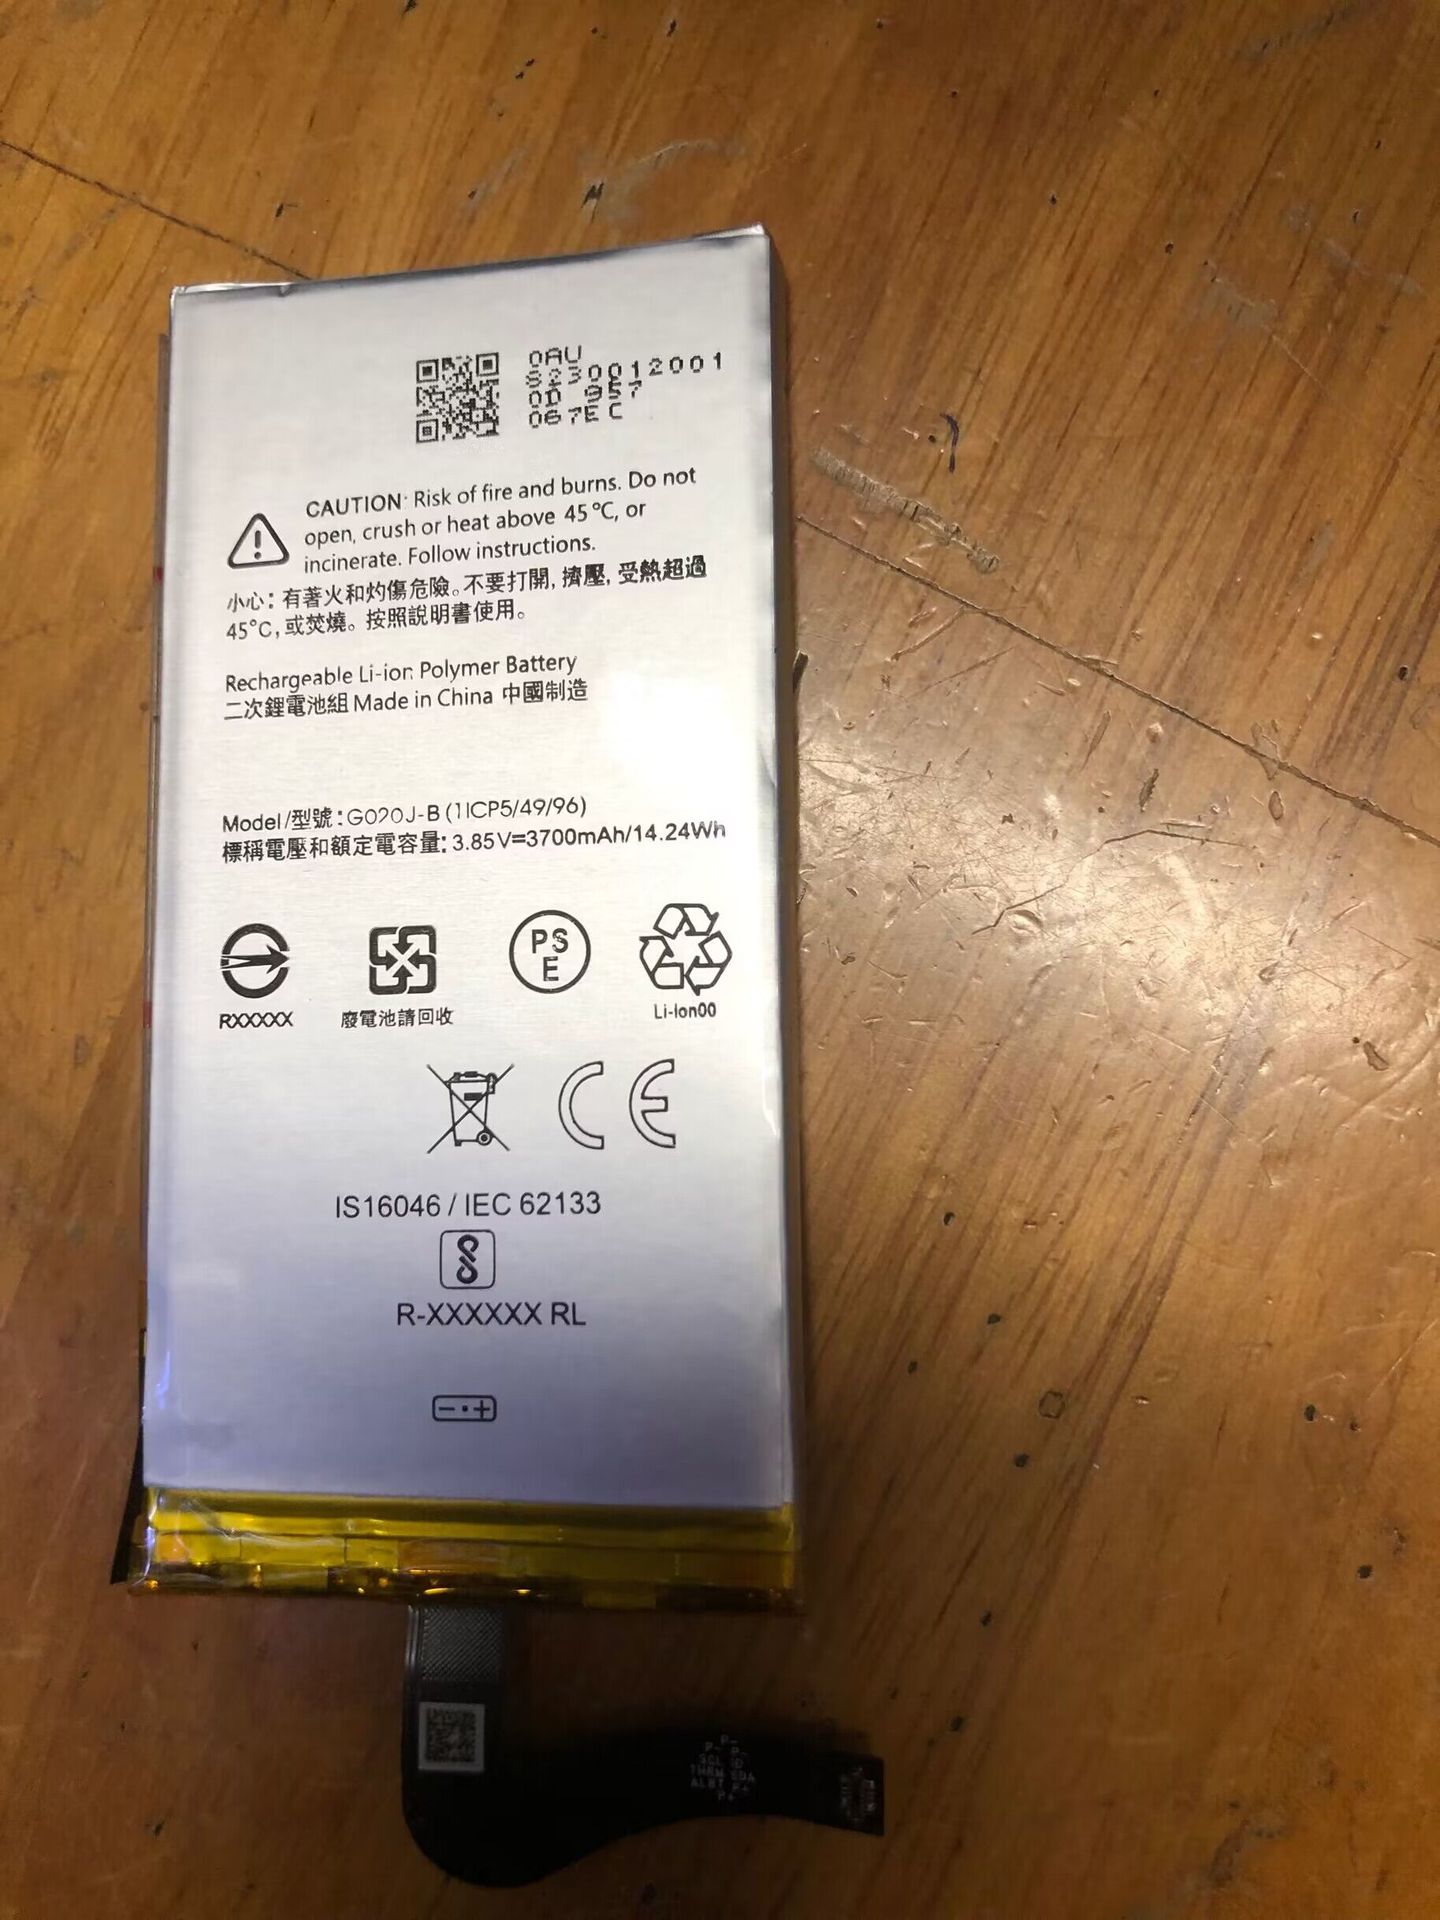 0AU
S230012001
0D 957
067EC
CAUTION: Risk of fire and burns. Do not
open, crush or heat above 45 °C, or
incinerate. Follow instructions.
小心：有著火和灼傷危險。不要打開, 擠壓, 受熱超過
45°C, 或焚燒。按照說明書使用。
Rechargeable Li-ion Polymer Battery
二次鋰電池組 Made in China 中國制造
Model/型號：G020J-B (1ICP5/49/96)
標稱電壓和額定電容量: 3.85V=3700mAh/14.24Wh
PS
E
RXXXXX
廢電池請回收
Li-Ion00
CE
IS16046 / IEC 62133
R-XXXXXX RL
P-
P- P-
SCL ID
THRM SDA
ALRT P+
P+